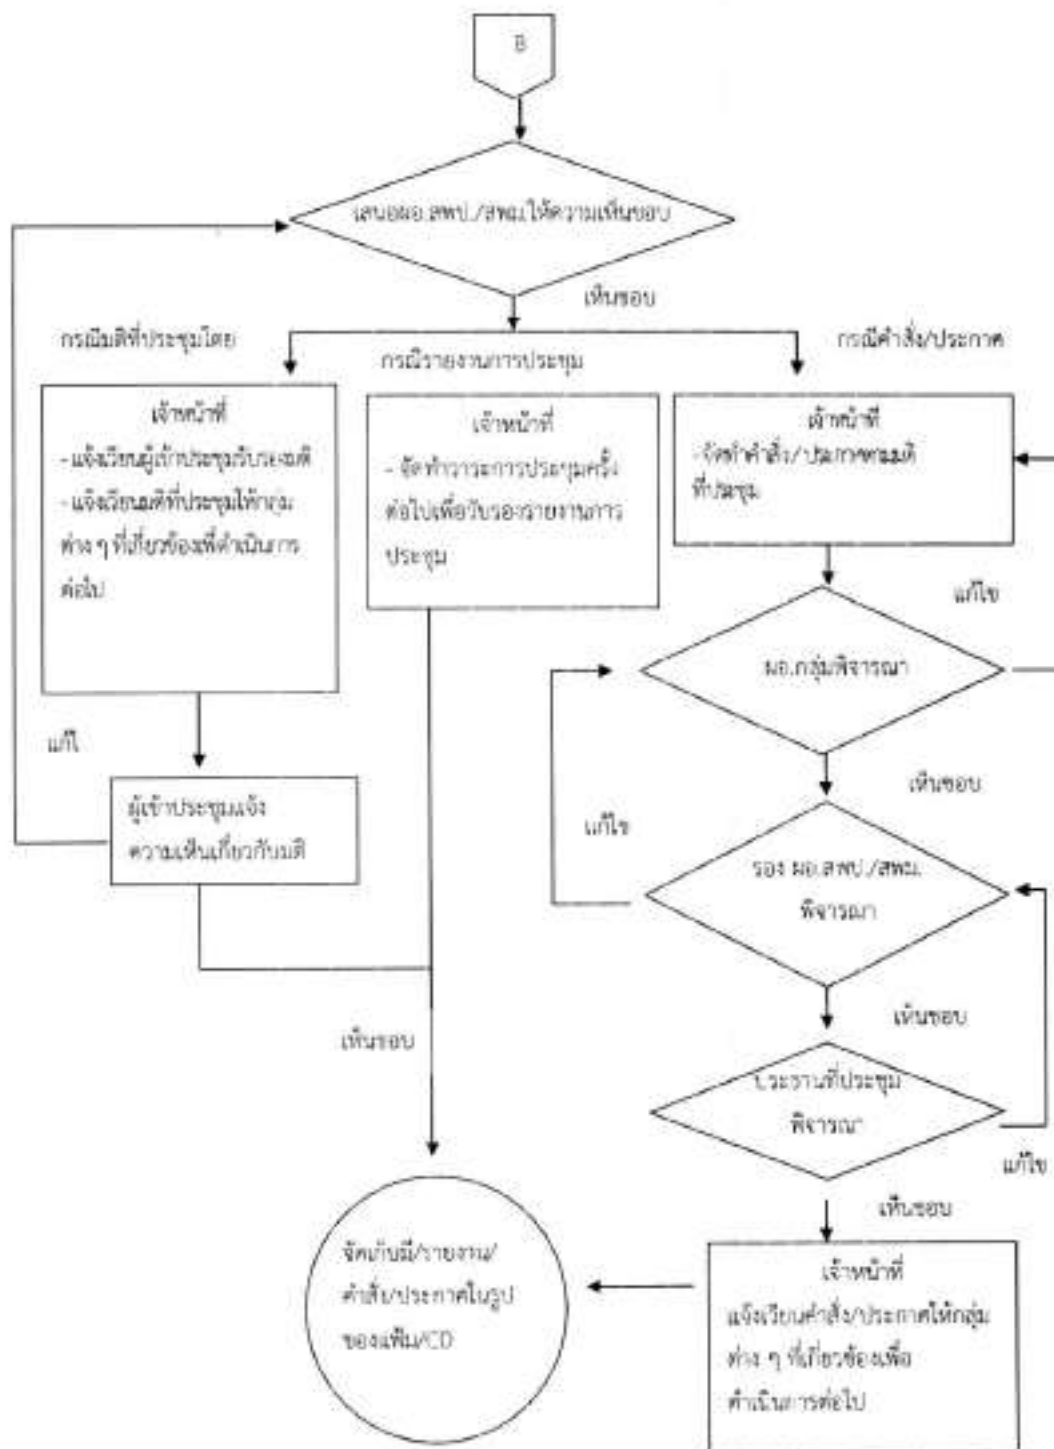 B
เสนอผอ.สพป./สพม.ให้ความเห็นชอบ
เห็นชอบ
กรณีมติที่ประชุมโดย
กรณีรายงานการประชุม
กรณีคำสั่ง/ประกาศ
เจ้าหน้าที่
- แจ้งเวียนผู้เข้าประชุมรับรองมติ
- แจ้งเวียนมติที่ประชุมให้กลุ่ม
ต่าง ๆ ที่เกี่ยวข้องเพื่ดำเนินการ
ต่อไป
เจ้าหน้าที่
- จัดทำวาระการประชุมครั้ง
ต่อไปเพื่อรับรองรายงานการ
ประชุม
เจ้าหน้าที่
- จัดทำคำสั่ง/ประกาศตามมติ
ที่ประชุม
แก้ไข
ผอ.กลุ่มพิจารณา
แก้ไ
เห็นชอบ
ผู้เข้าประชุมแจ้ง
ความเห็นเกี่ยวกับมติ
แก้ไข
รอง ผอ.สพป./สพม.
พิจารณา
เห็นชอบ
เห็นชอบ
ประธานที่ประชุม
พิจารณา
แก้ไข
เห็นชอบ
จัดเก็บมี/รายงาน/
คำสั่ง/ประกาศในรูป
ของแฟ้ม/CD
เจ้าหน้าที่
แจ้งเวียนคำสั่ง/ประกาศให้กลุ่ม
ต่าง ๆ ที่เกี่ยวข้องเพื่อ
ดำเนินการต่อไป